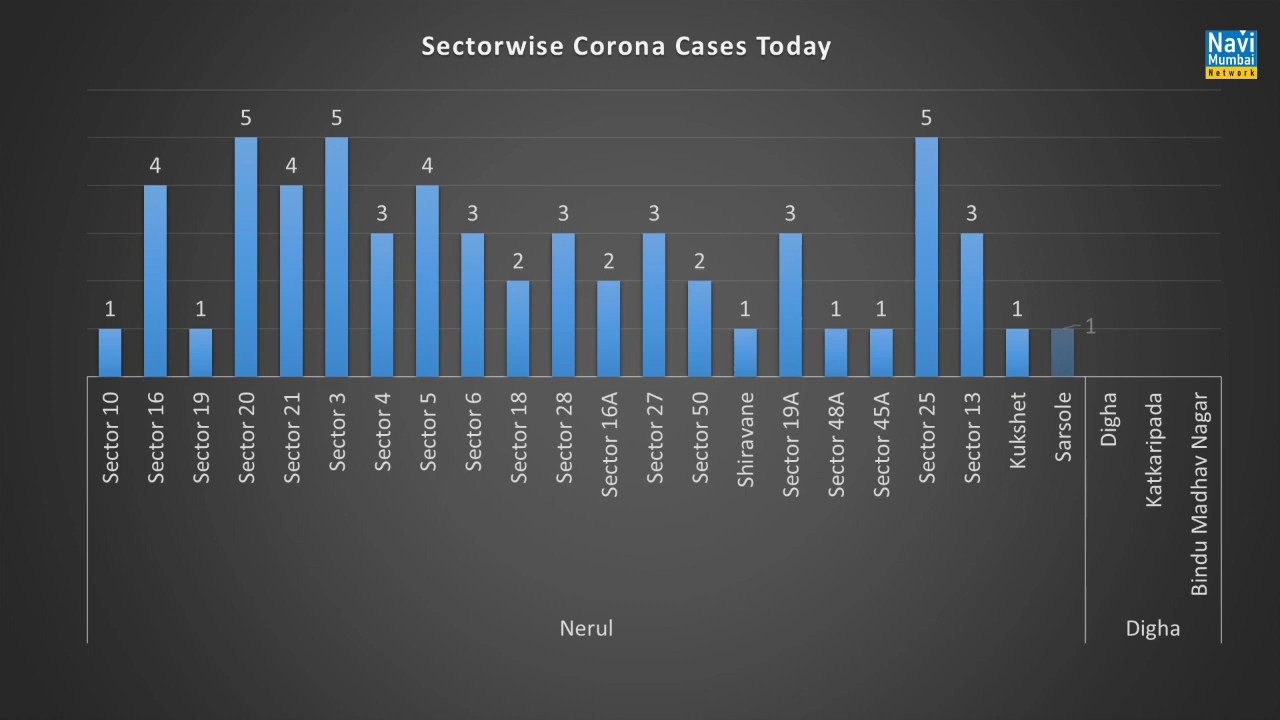 Sectorwise Corona Cases Today
Navi
Mumbai
Network
1
4
1
5
4
5
3
4
3
2
3
2
3
2
1
3
1
1
5
3
1
1
Sector 10
Sector 16
Sector 19
Sector 20
Sector 21
Sector 3
Sector 4
Sector 5
Sector 6
Sector 18
Sector 28
Sector 16A
Sector 27
Sector 50
Shiravane
Sector 19A
Sector 48A
Sector 45A
Sector 25
Sector 13
Kukshet
Sarsole
Digha
Katkaripada
Bindu Madhav Nagar
Nerul
Digha